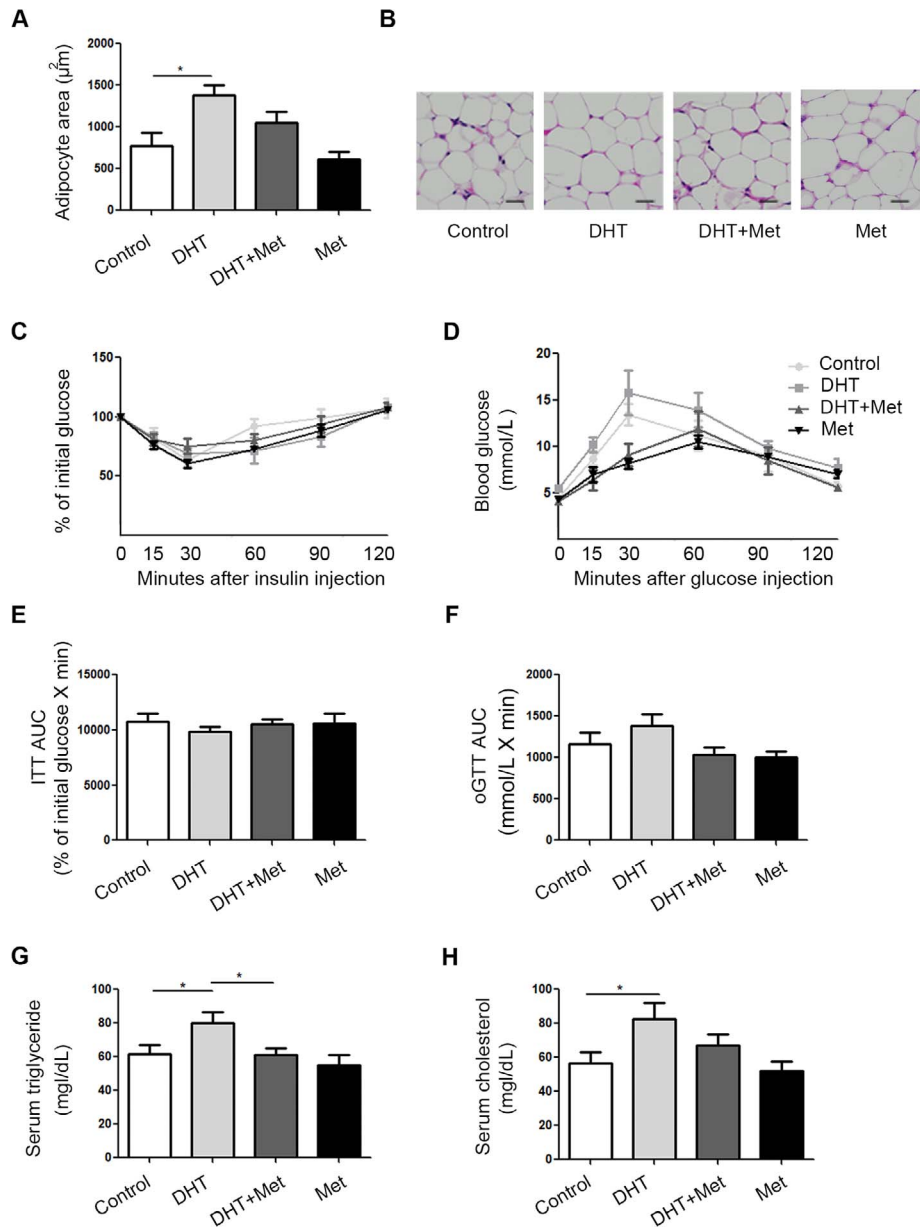 A
Adipocyte area (µm²)
2000
1500
1000
500
0
*
Control
DHT
DHT+Met
Met
B
Control
DHT
DHT+Met
Met
C
% of initial glucose
150
100
50
0 15 30 60 90 120
Minutes after insulin injection
D
Blood glucose
(mmol/L)
20
15
10
5
0 15 30 60 90 120
Minutes after glucose injection
Control
DHT
DHT+Met
Met
E
ITT AUC
(% of initial glucose X min)
15000
10000
5000
0
Control
DHT
DHT+Met
Met
F
oGTT AUC
(mmol/L X min)
2000
1500
1000
500
0
Control
DHT
DHT+Met
Met
G
Serum triglyceride
(mgl/dL)
100
80
60
40
20
0
* *
Control
DHT
DHT+Met
Met
H
Serum cholesterol
(mgl/dL)
100
80
60
40
20
0
*
Control
DHT
DHT+Met
Met